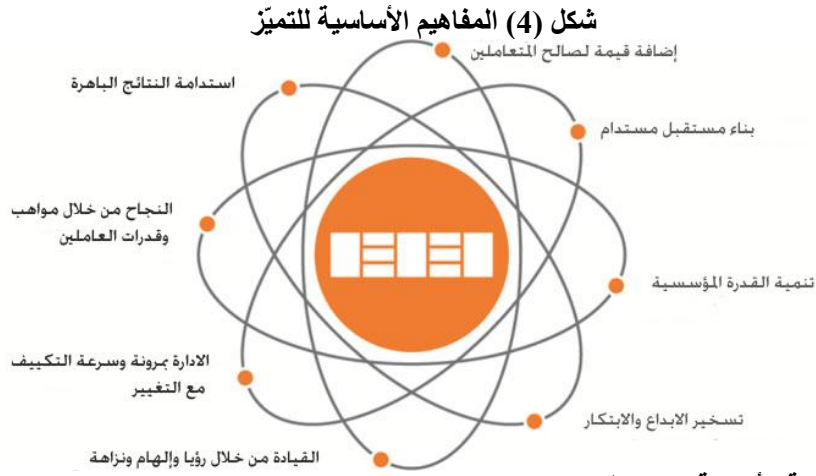 شكل (4) المفاهيم الأساسية للتميّز
إضافة قيمة لصالح المتعاملين
استدامة النتائج الباهرة
بناء مستقبل مستدام
النجاح من خلال مواهب
وقدرات العاملين
تنمية القدرة المؤسسية
الادارة بمرونة وسرعة التكييف
مع التغيير
تسخير الابداع والابتكار
القيادة من خلال رؤيا وإلهام ونزاهة